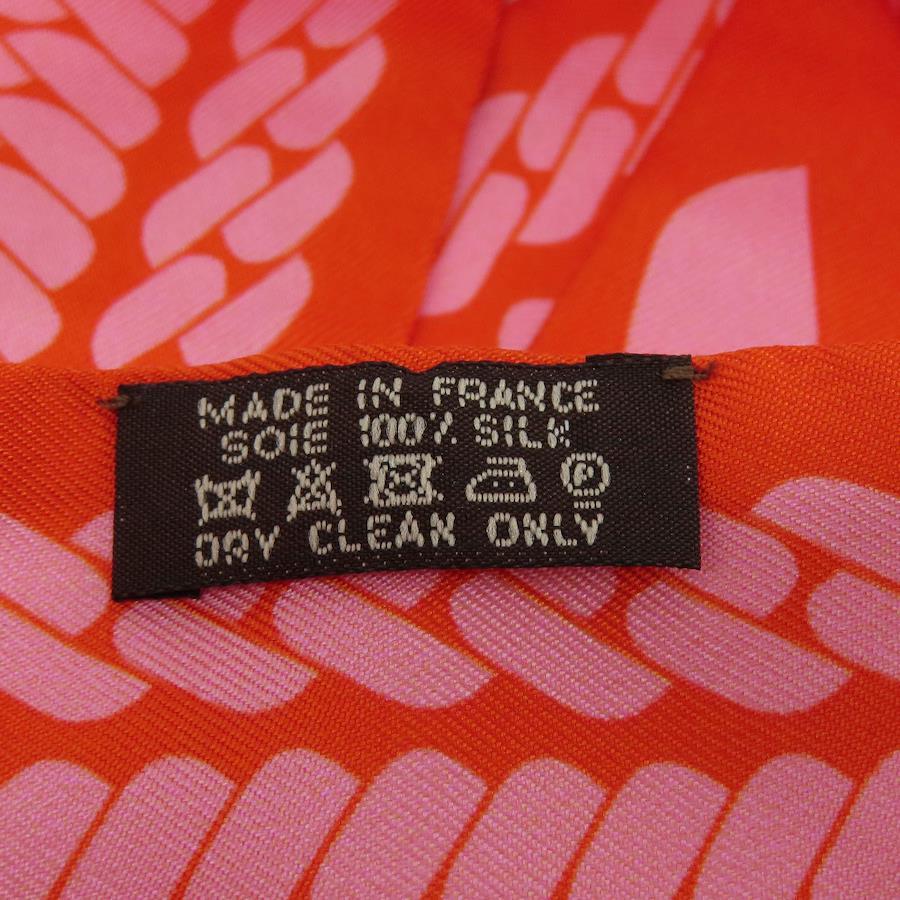 MADE IN FRANCE
SOIE 100% SILK
P
DRY CLEAN ONLY